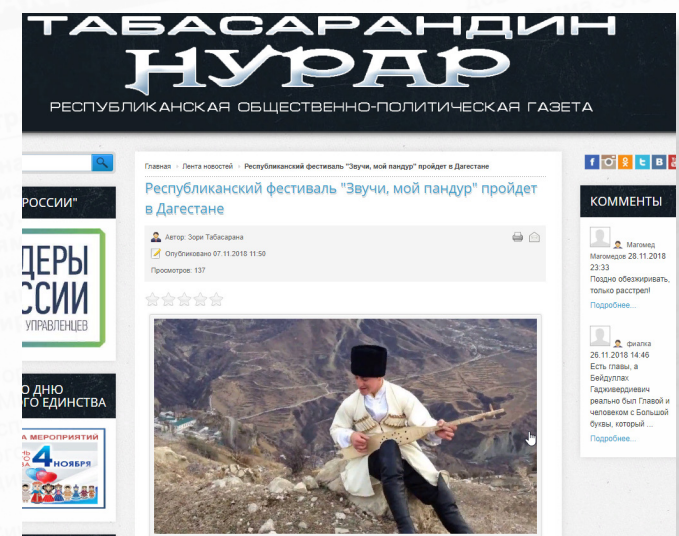 ТАБАСАРАНДИН
НУРАР
РЕСПУБЛИКАНСКАЯ ОБЩЕСТВЕННО-ПОЛИТИЧЕСКАЯ ГАЗЕТА
РОССИИ"
ДЕРЫ
СИИ
УПРАВЛЕНЦЕВ
О ДНЮ
ГО ЕДИНСТВА
А МЕРОПРИЯТИЙ
4 НОЯБРЯ
Главная Лента новостей Республиканский фестиваль "Звучи, мой пандур" пройдет в Дагестане
Республиканский фестиваль "Звучи, мой пандур" пройдет
в Дагестане
Автор: Зори Табасарана
Опубликовано 07.11.2018 11:50
Просмотров: 137
КОММЕНТЫ
Магомед
Магомедов 28.11.2018
23:33
Поздно обезжиривать,
только расстрел!
Подробнее...
фиалка
26.11.2018 14:46
Есть главы, а
Бейдуллах
Гадживердиевич
реально был Главой и
человеком с Большой
буквы, который ...
Подробнее...